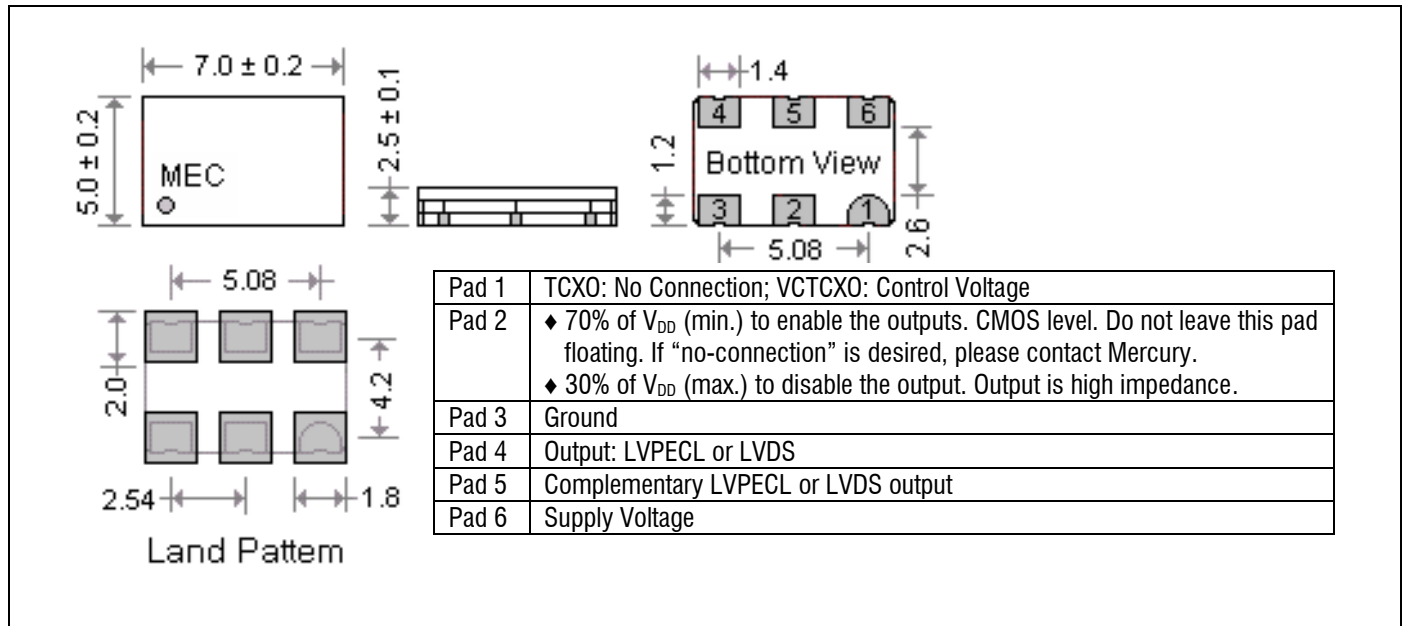 7.0 ± 0.2
5.0 ± 0.2
MEC
2.5 ± 0.1
1.4
4 5 6
1.2
Bottom View
3 2 1
5.08
2.6
5.08
2.0
4.2
2.54
1.8
Land Pattem
Pad 1 TCXO: No Connection; VCTCXO: Control Voltage
Pad 2 ♦ 70% of VDD (min.) to enable the outputs. CMOS level. Do not leave this pad
floating. If “no-connection” is desired, please contact Mercury.
♦ 30% of VDD (max.) to disable the output. Output is high impedance.
Pad 3 Ground
Pad 4 Output: LVPECL or LVDS
Pad 5 Complementary LVPECL or LVDS output
Pad 6 Supply Voltage